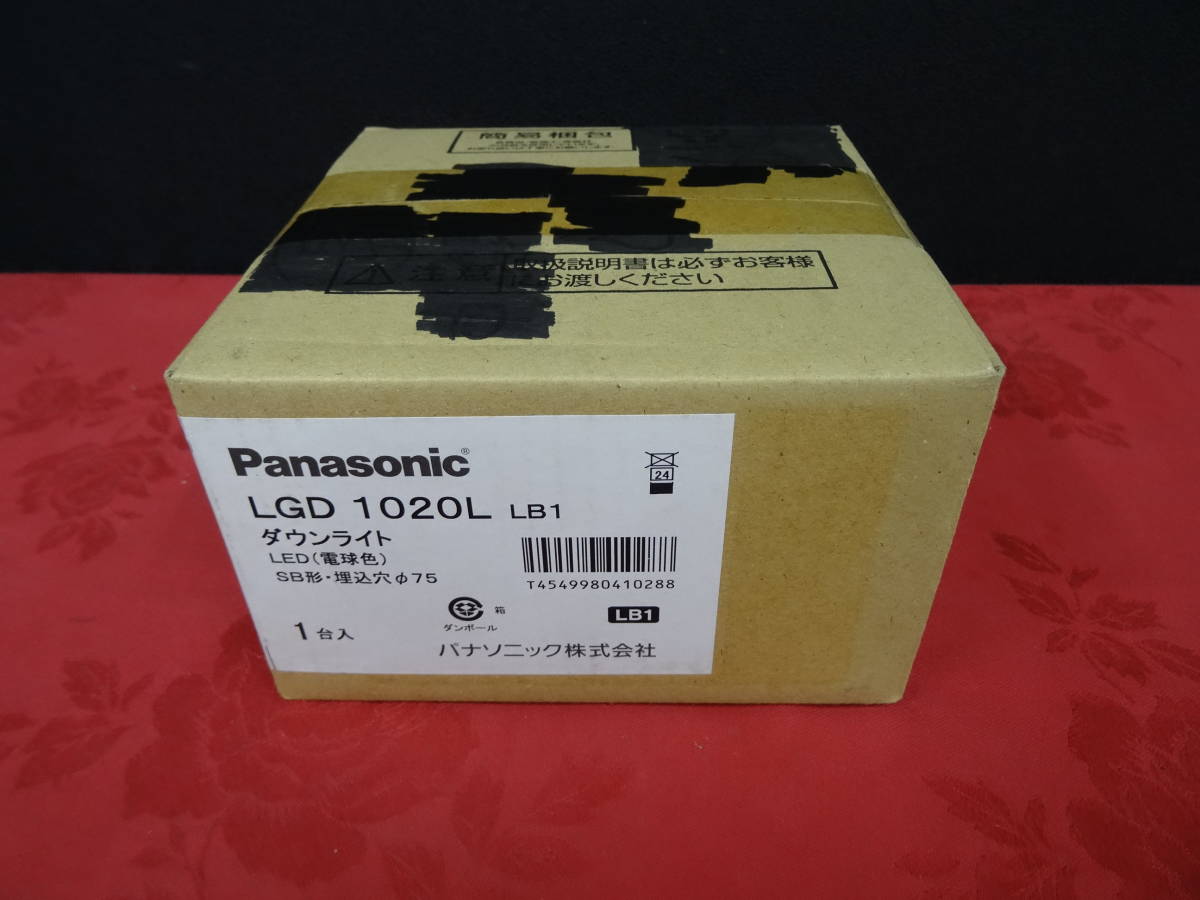 簡易梱包
注意
取扱説明書は必ずお客様
にお渡しください
Panasonic®
LGD 1020L LB1
ダウンライト
LED(電球色)
SB形・埋込穴φ75
1台入
24
T4549980410288
箱
ダンボール
LB1
パナソニック株式会社